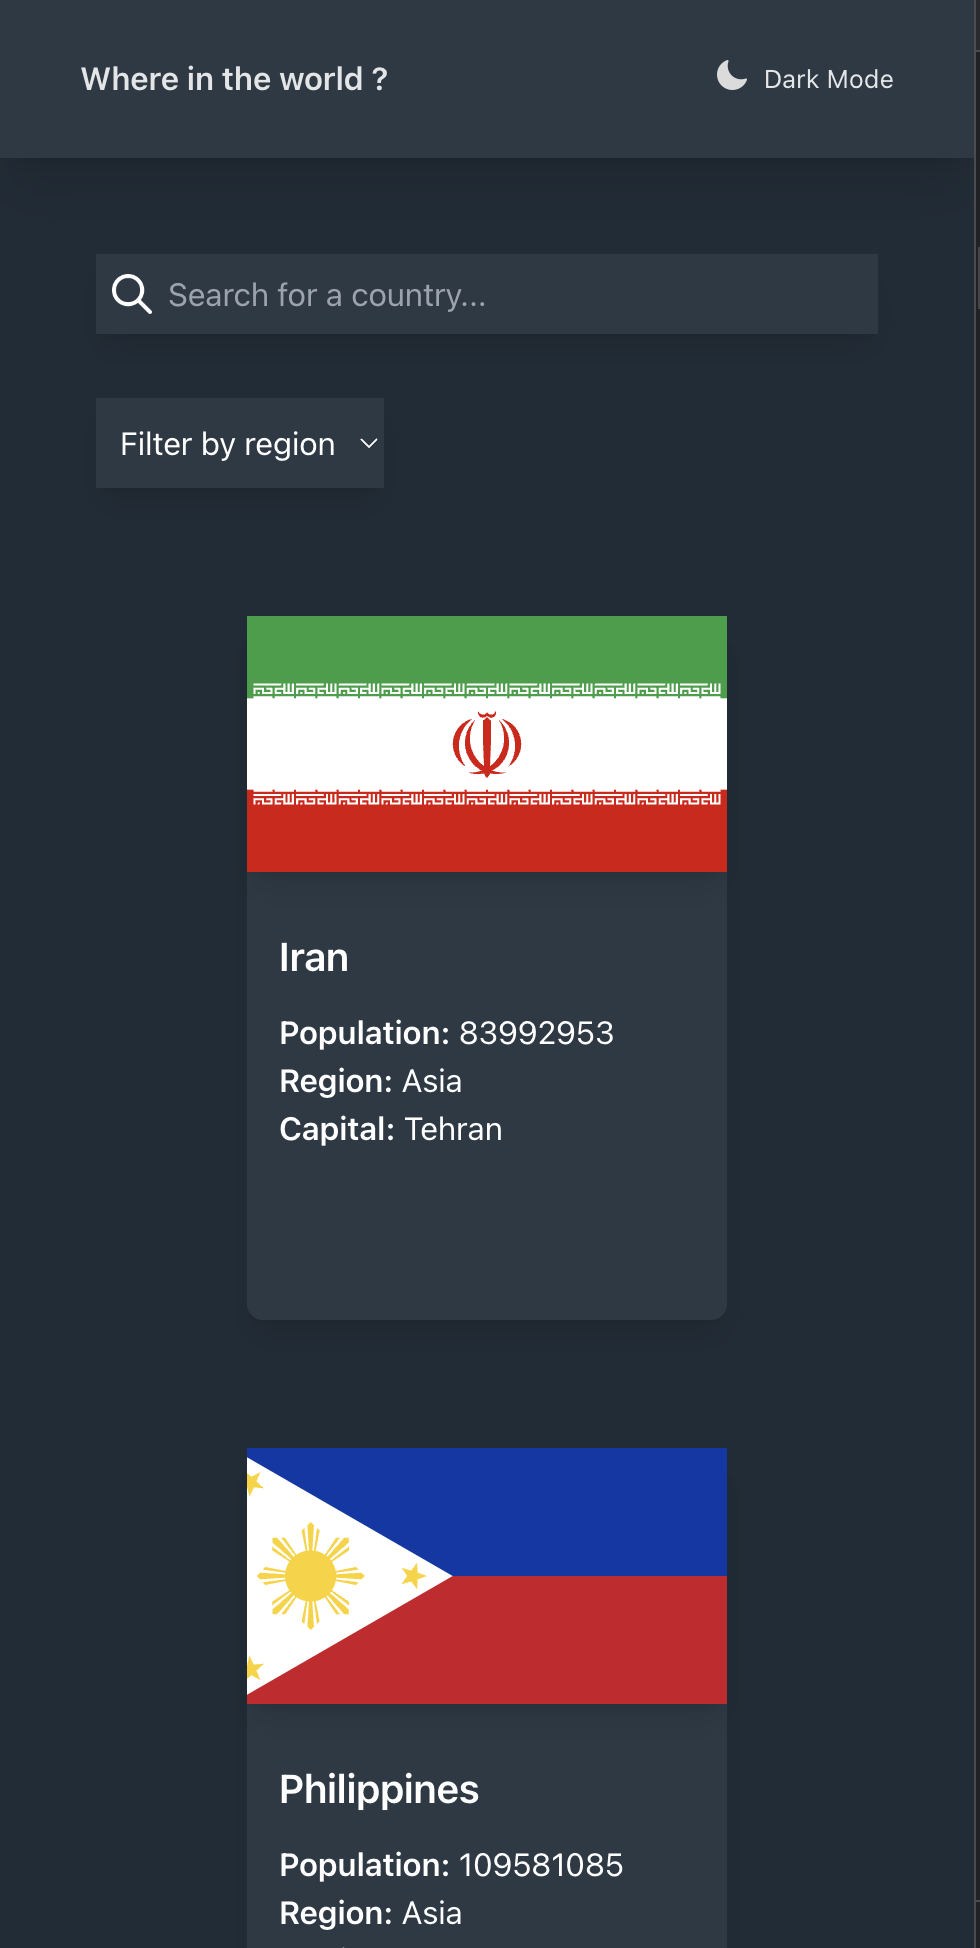 Where in the world ?
Dark Mode
Search for a country...
Filter by region
Iran
Population: 83992953
Region: Asia
Capital: Tehran
Philippines
Population: 109581085
Region: Asia